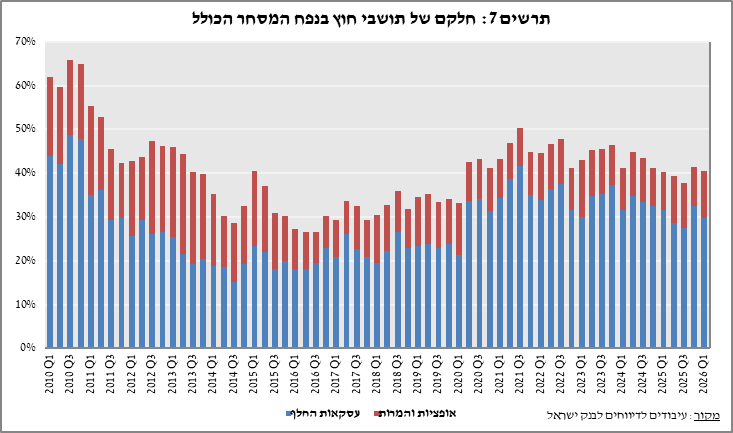 תרשים 7: חלקם של תושבי חוץ בנפח המסחר הכולל
70%
60%
50%
40%
30%
20%
10%
0%
2010 Q1
2010 Q3
2011 Q1
2011 Q3
2012 Q1
2012 Q3
2013 Q1
2013 Q3
2014 Q1
2014 Q3
2015 Q1
2015 Q3
2016 Q1
2016 Q3
2017 Q1
2017 Q3
2018 Q1
2018 Q3
2019 Q1
2019 Q3
2020 Q1
2020 Q3
2021 Q1
2021 Q3
2022 Q1
2022 Q3
2023 Q1
2023 Q3
2024 Q1
2024 Q3
2025 Q1
2025 Q3
2026 Q1
אופציות והמרות
עסקאות החלף
מקור: עיבודים לדיווחים לבנק ישראל